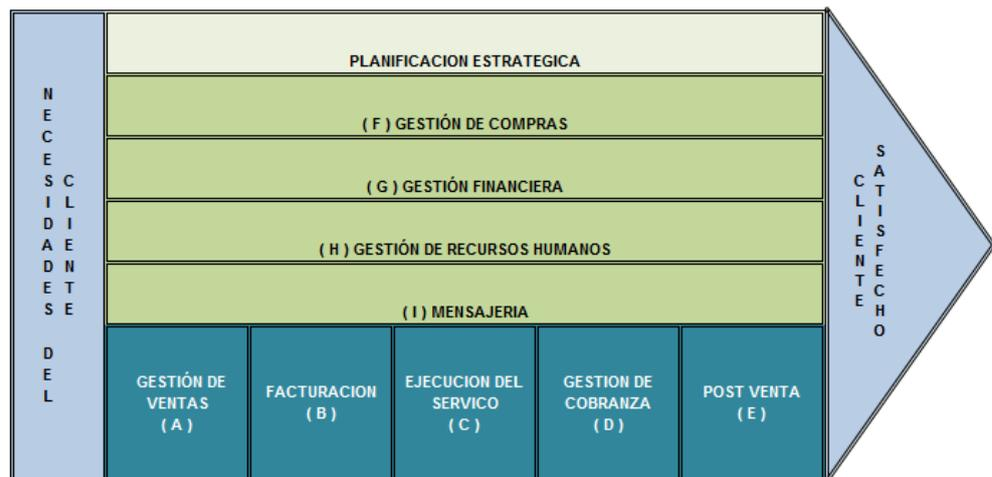 NECESIDADES DEL
CLIENTE
PLANIFICACION ESTRATEGICA
( F ) GESTIÓN DE COMPRAS
( G ) GESTIÓN FINANCIERA
( H ) GESTIÓN DE RECURSOS HUMANOS
( I ) MENSAJERIA
GESTIÓN DE
VENTAS
( A )
FACTURACION
( B )
EJECUCION DEL
SERVICO
( C )
GESTION DE
COBRANZA
( D )
POST VENTA
( E )
CLIENTE
SATISFECHO